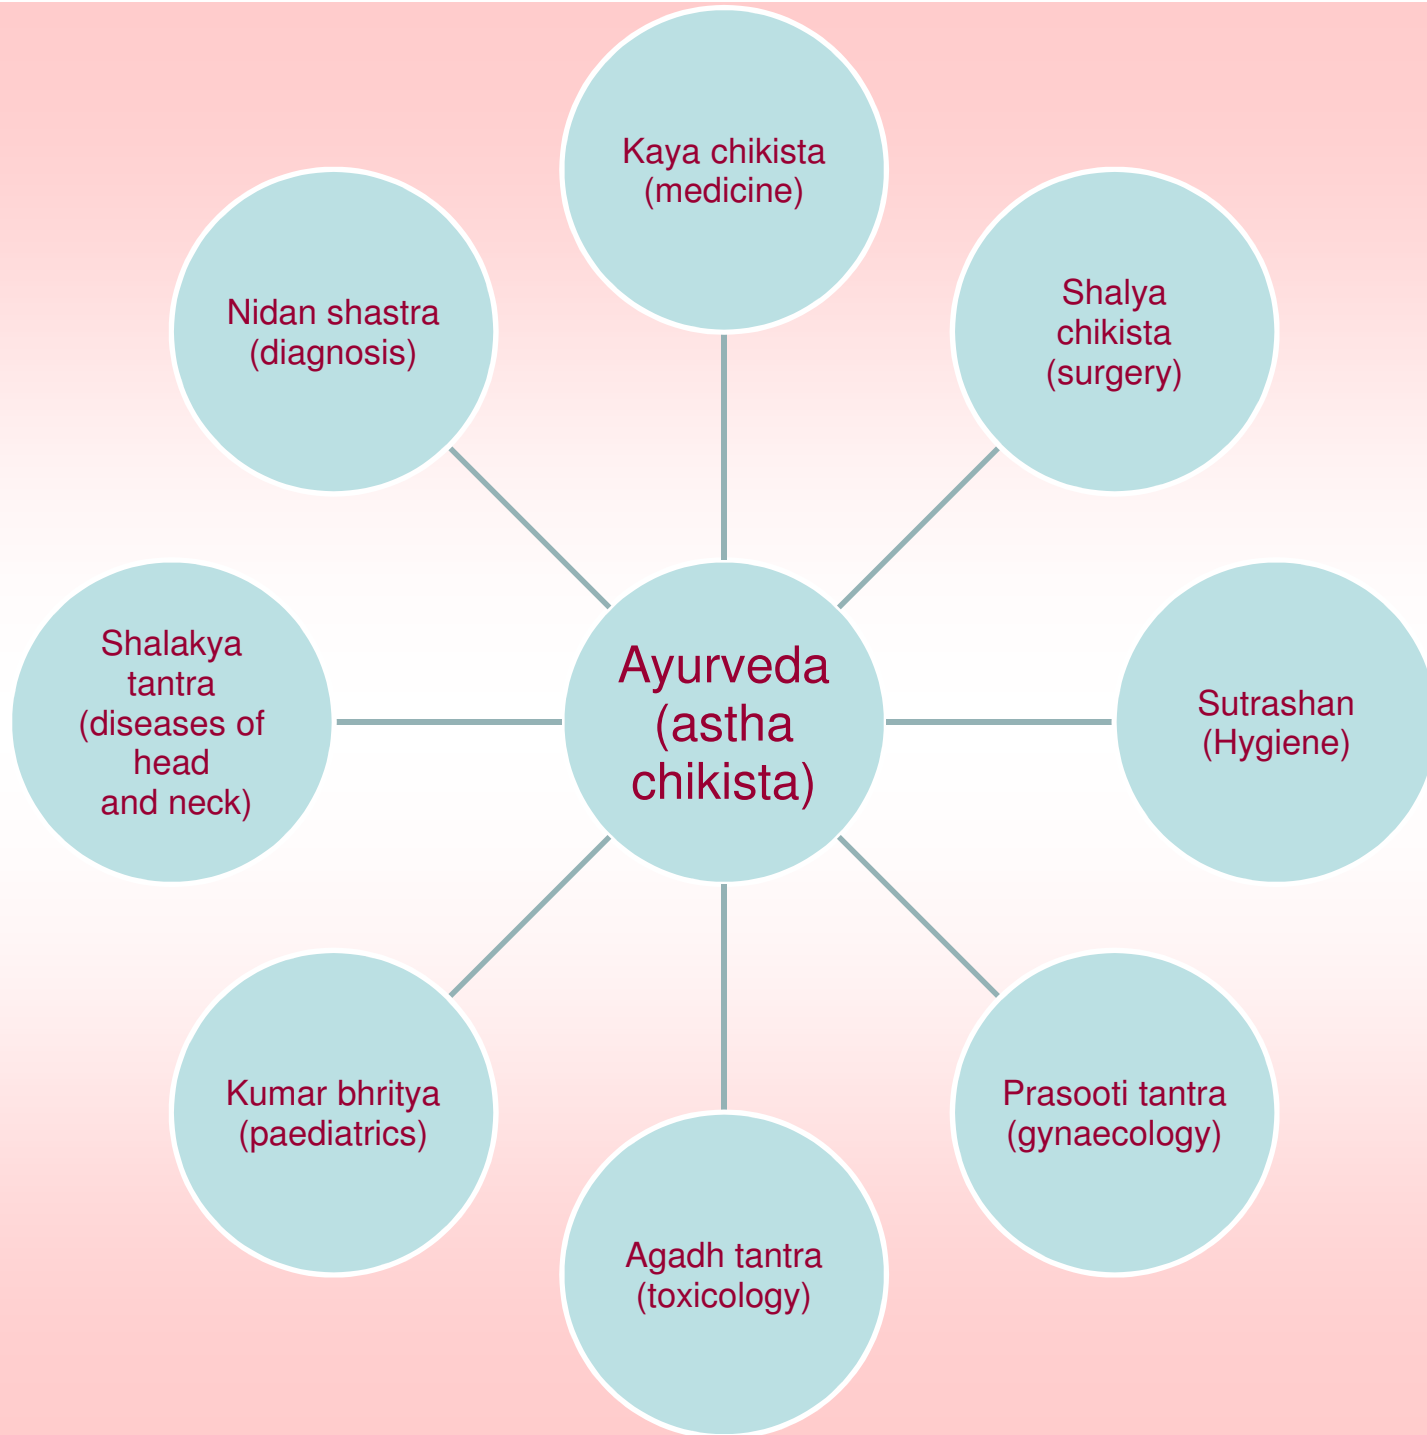 Kaya chikista
(medicine)
Shalya
chikista
(surgery)
Sutrashan
(Hygiene)
Prasooti tantra
(gynaecology)
Agadh tantra
(toxicology)
Kumar bhritya
(paediatrics)
Shalakya
tantra
(diseases of
head
and neck)
Nidan shastra
(diagnosis)
Ayurveda
(astha
chikista)